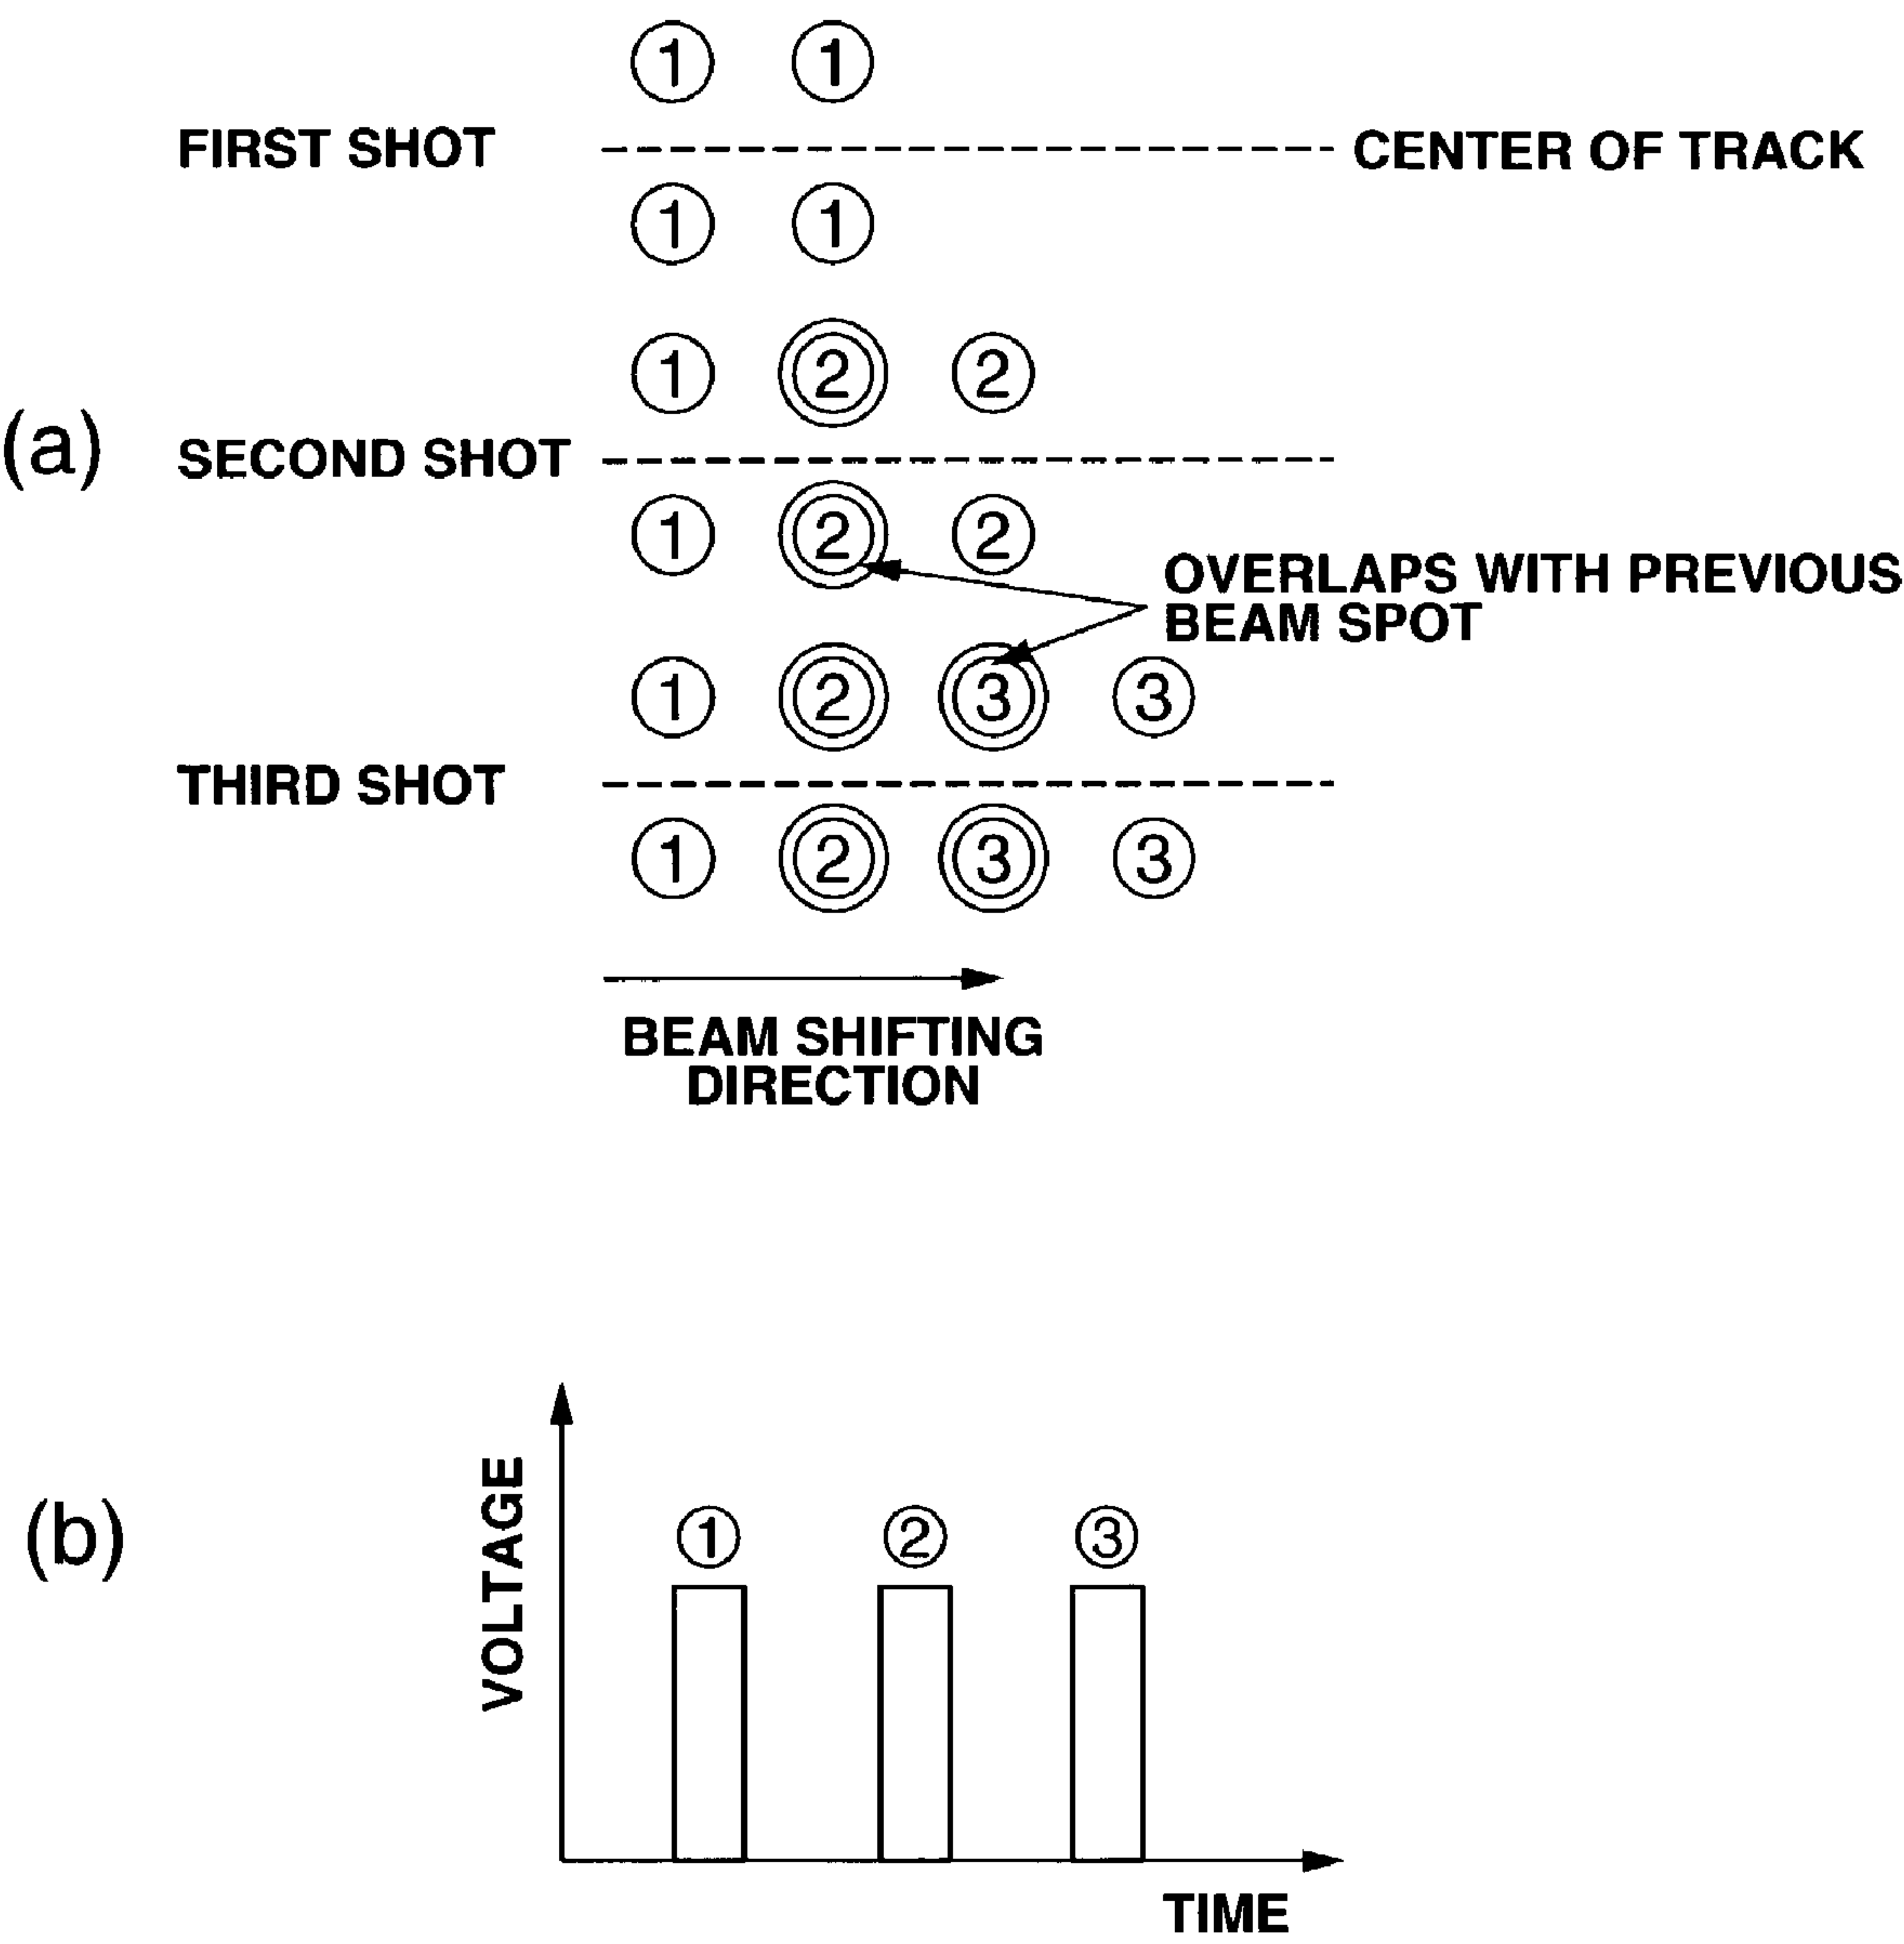 ① ①
FIRST SHOT CENTER OF TRACK
① ①
① ② ②
(a) SECOND SHOT
① ② ②
OVERLAPS WITH PREVIOUS
BEAM SPOT
① ② ③ ③
THIRD SHOT
① ② ③ ③
BEAM SHIFTING
DIRECTION
(b)
VOLTAGE
① ② ③
TIME